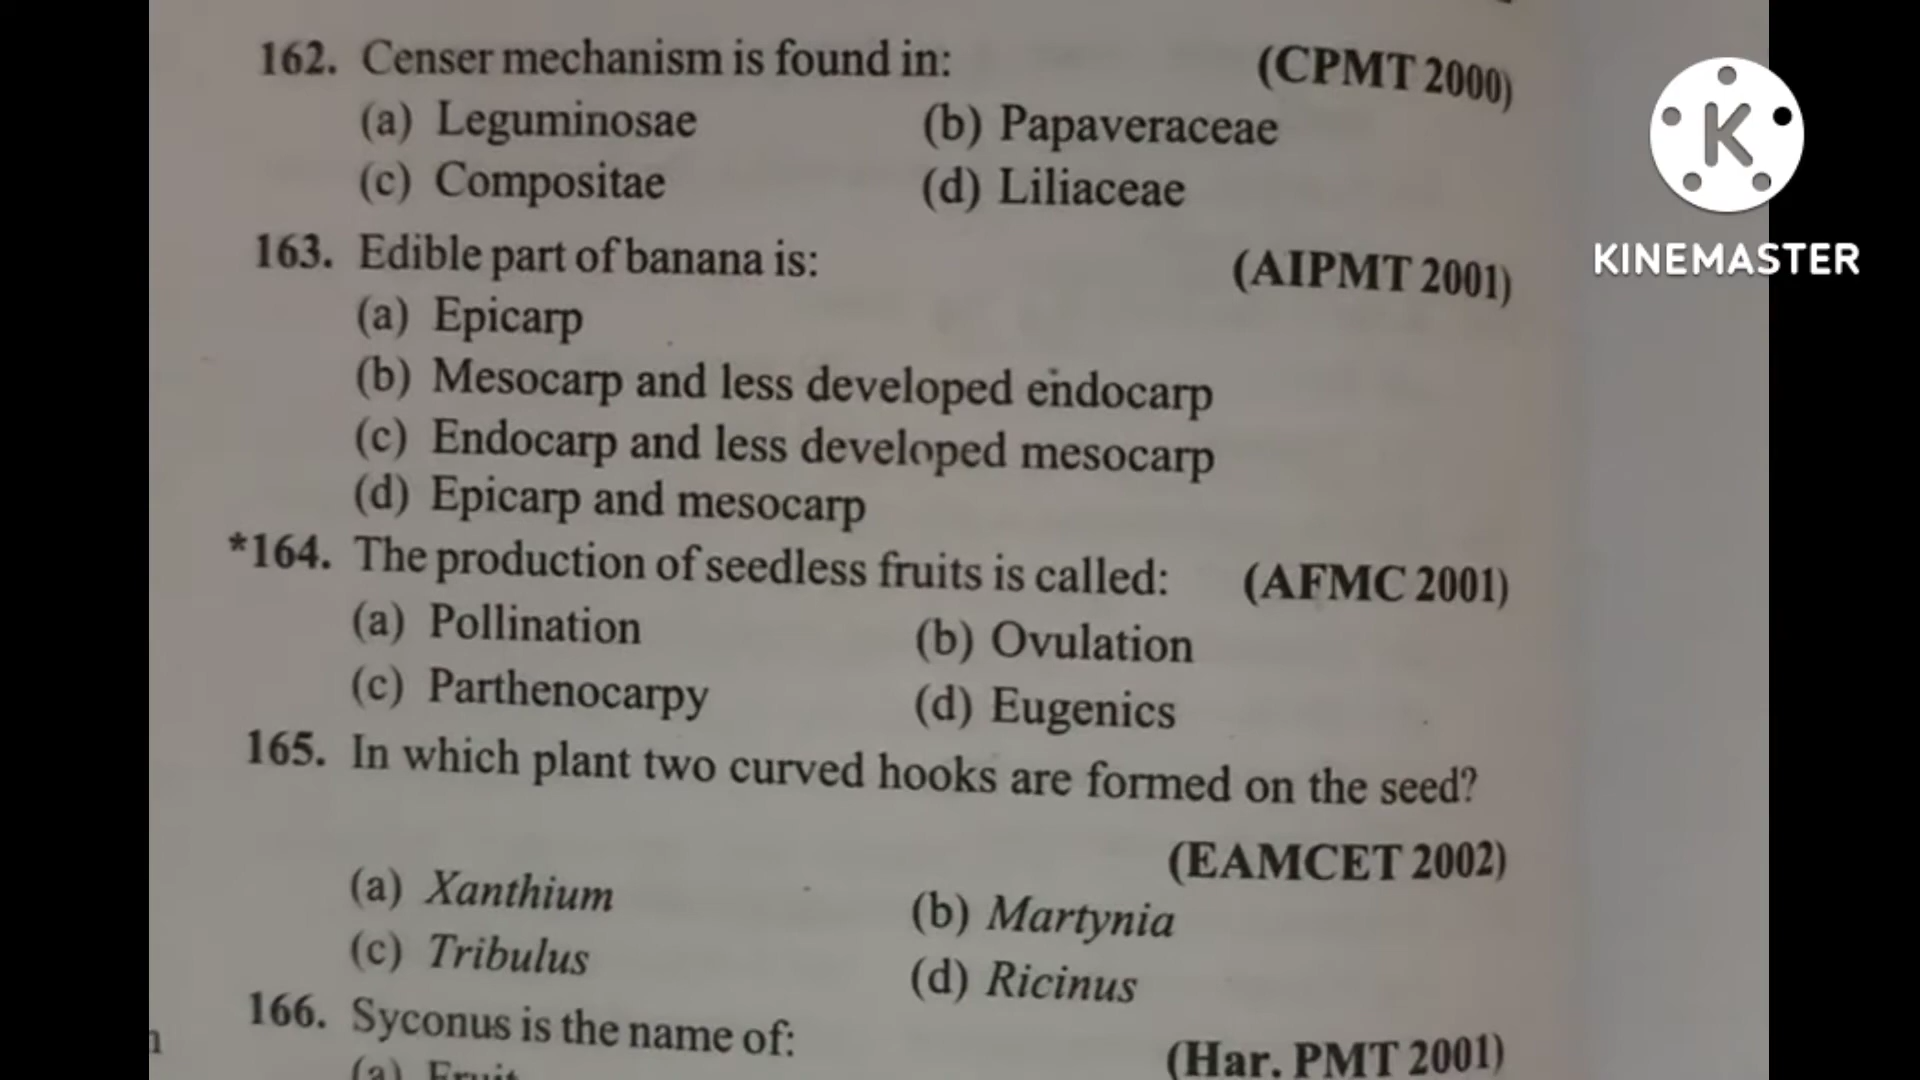 162. Censer mechanism is found in: (CPMT 2000)
(a) Leguminosae (b) Papaveraceae
(c) Compositae (d) Liliaceae
163. Edible part of banana is: (AIPMT 2001)
(a) Epicarp
(b) Mesocarp and less developed endocarp
(c) Endocarp and less developed mesocarp
(d) Epicarp and mesocarp
*164. The production of seedless fruits is called: (AFMC 2001)
(a) Pollination (b) Ovulation
(c) Parthenocarpy (d) Eugenics
165. In which plant two curved hooks are formed on the seed?
(EAMCET 2002)
(a) Xanthium (b) Martynia
(c) Tribulus (d) Ricinus
166. Syconus is the name of: (Har. PMT 2001)
(a) Fruit
K
KINEMASTER